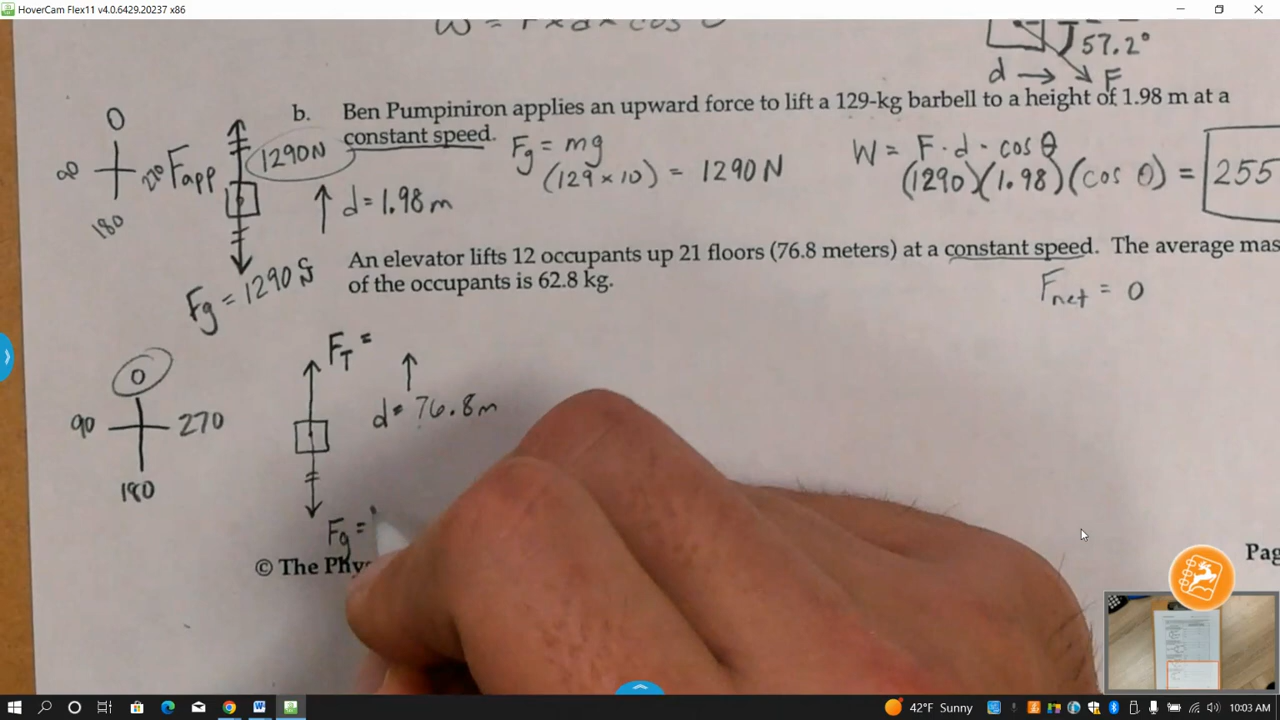 HoverCam Flex11 v4.0.6429.20237 x86
W = F × d × cos θ
57.2°
d → F
b. Ben Pumpiniron applies an upward force to lift a 129-kg barbell to a height of 1.98 m at a
constant speed.
0
90
270
180
Fapp
1290N
d = 1.98 m
Fg = mg
(129 × 10) = 1290 N
W = F · d · cos θ
(1290)(1.98)(cos θ) = 255
Fg = 1290
An elevator lifts 12 occupants up 21 floors (76.8 meters) at a constant speed. The average mas
of the occupants is 62.8 kg.
Fnet = 0
0
90
270
180
FT =
d = 76.8 m
Fg =
© The Phy
Pag
42°F Sunny
10:03 AM